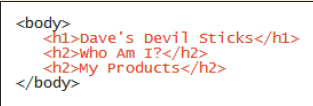 <body>
<h1>Dave's Devil Sticks</h1>
<h2>Who Am I?</h2>
<h2>My Products</h2>
</body>